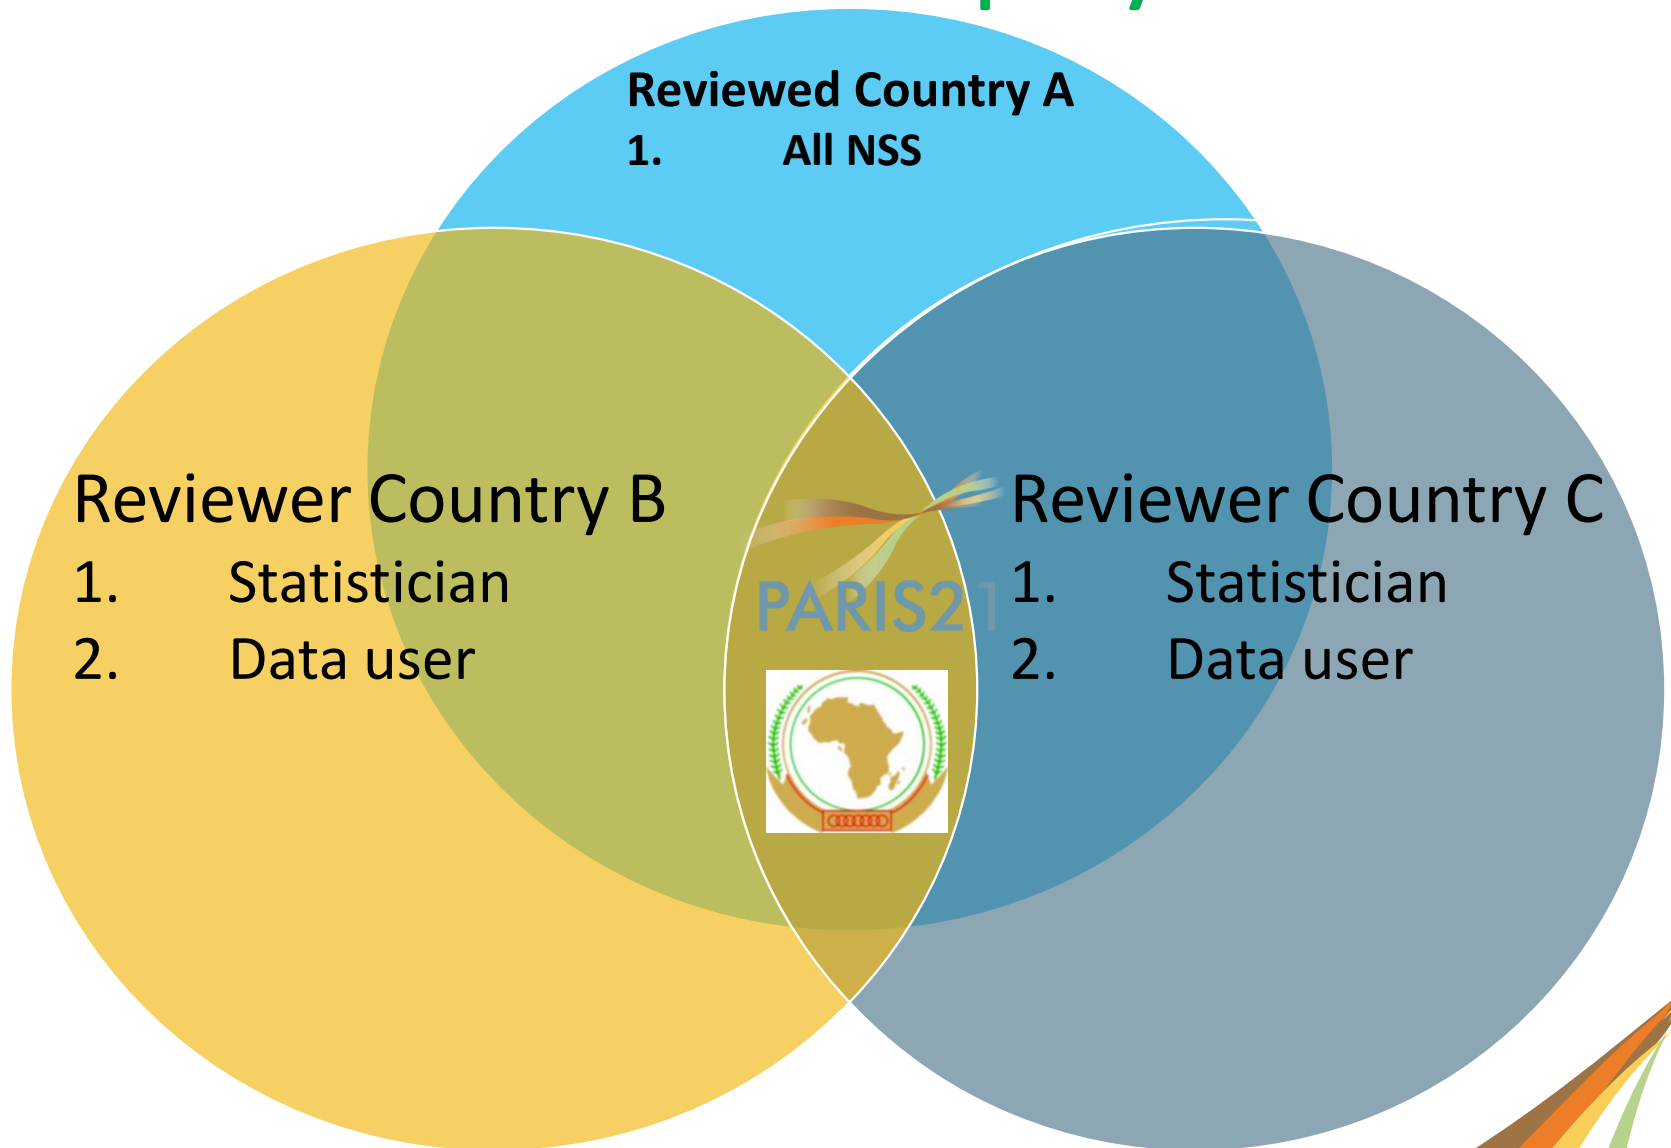 Reviewed Country A
1. All NSS
Reviewer Country B
1. Statistician
2. Data user
PARIS21
Reviewer Country C
1. Statistician
2. Data user